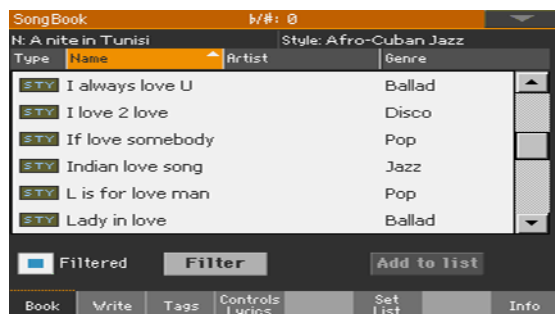 SongBook ♭/#: 0
N: A nite in Tunisi Style: Afro-Cuban Jazz
Type Name Artist Genre
STY I always love U Ballad
STY I love 2 love Disco
STY If love somebody Pop
STY Indian love song Jazz
STY L is for love man Pop
STY Lady in love Ballad
Filtered Filter Add to list
Book Write Tags Controls Lyrics Set List Info